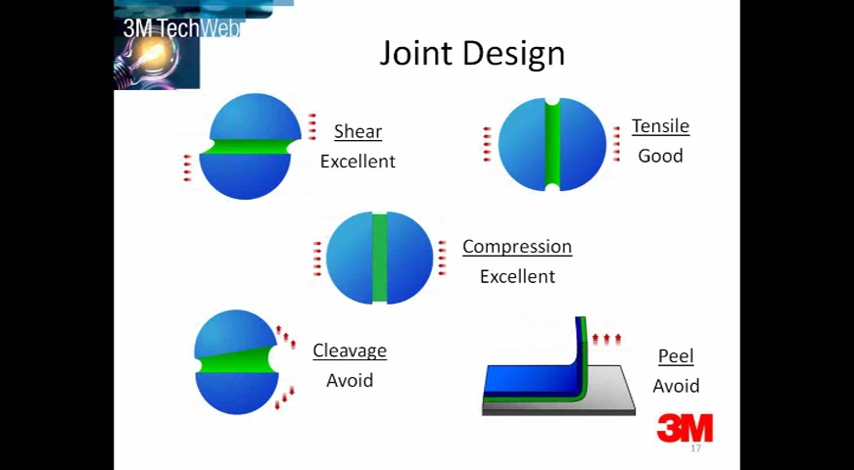 3M TechWeb
Joint Design
Shear
Excellent
Tensile
Good
Compression
Excellent
Cleavage
Avoid
Peel
Avoid
3M
17